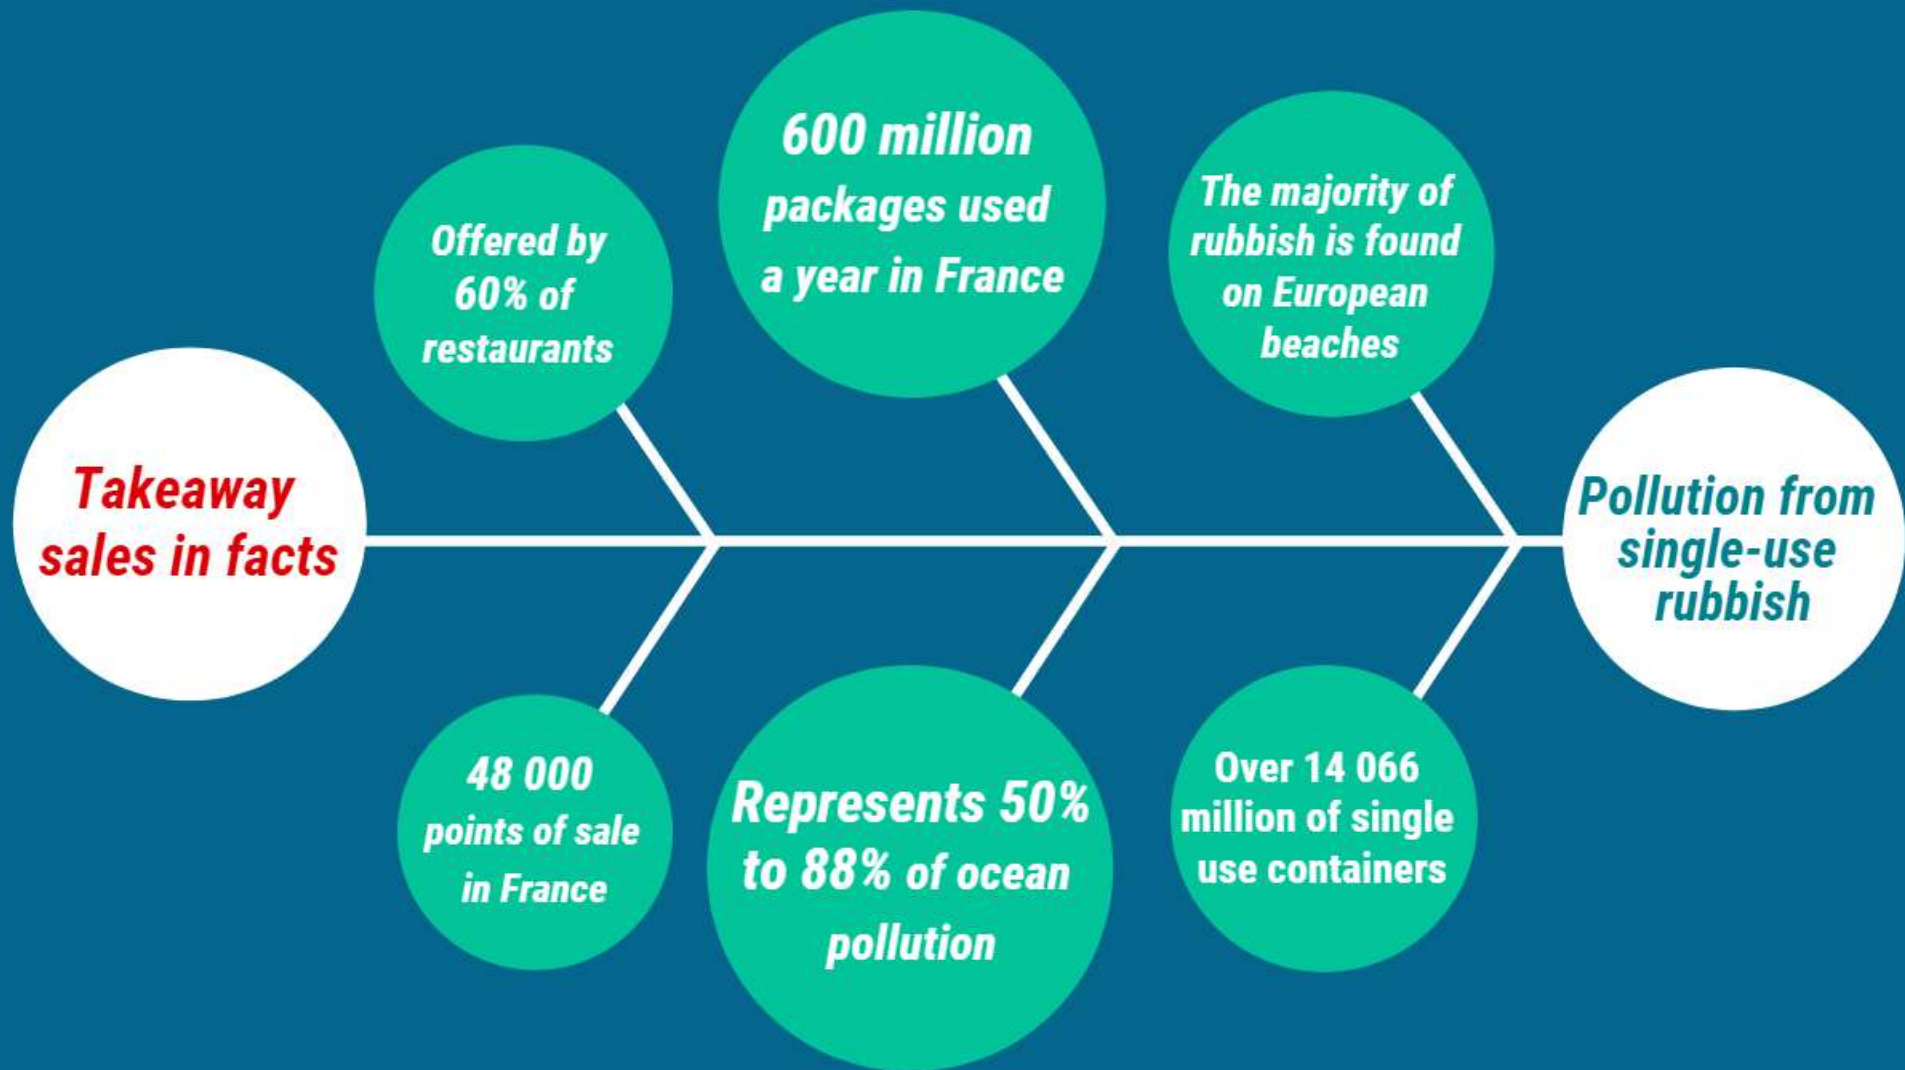 600 million
packages used
a year in France
The majority of
rubbish is found
on European
beaches
Offered by
60% of
restaurants
Takeaway
sales in facts
Pollution from
single-use
rubbish
48 000
points of sale
in France
Represents 50%
to 88% of ocean
pollution
Over 14 066
million of single
use containers